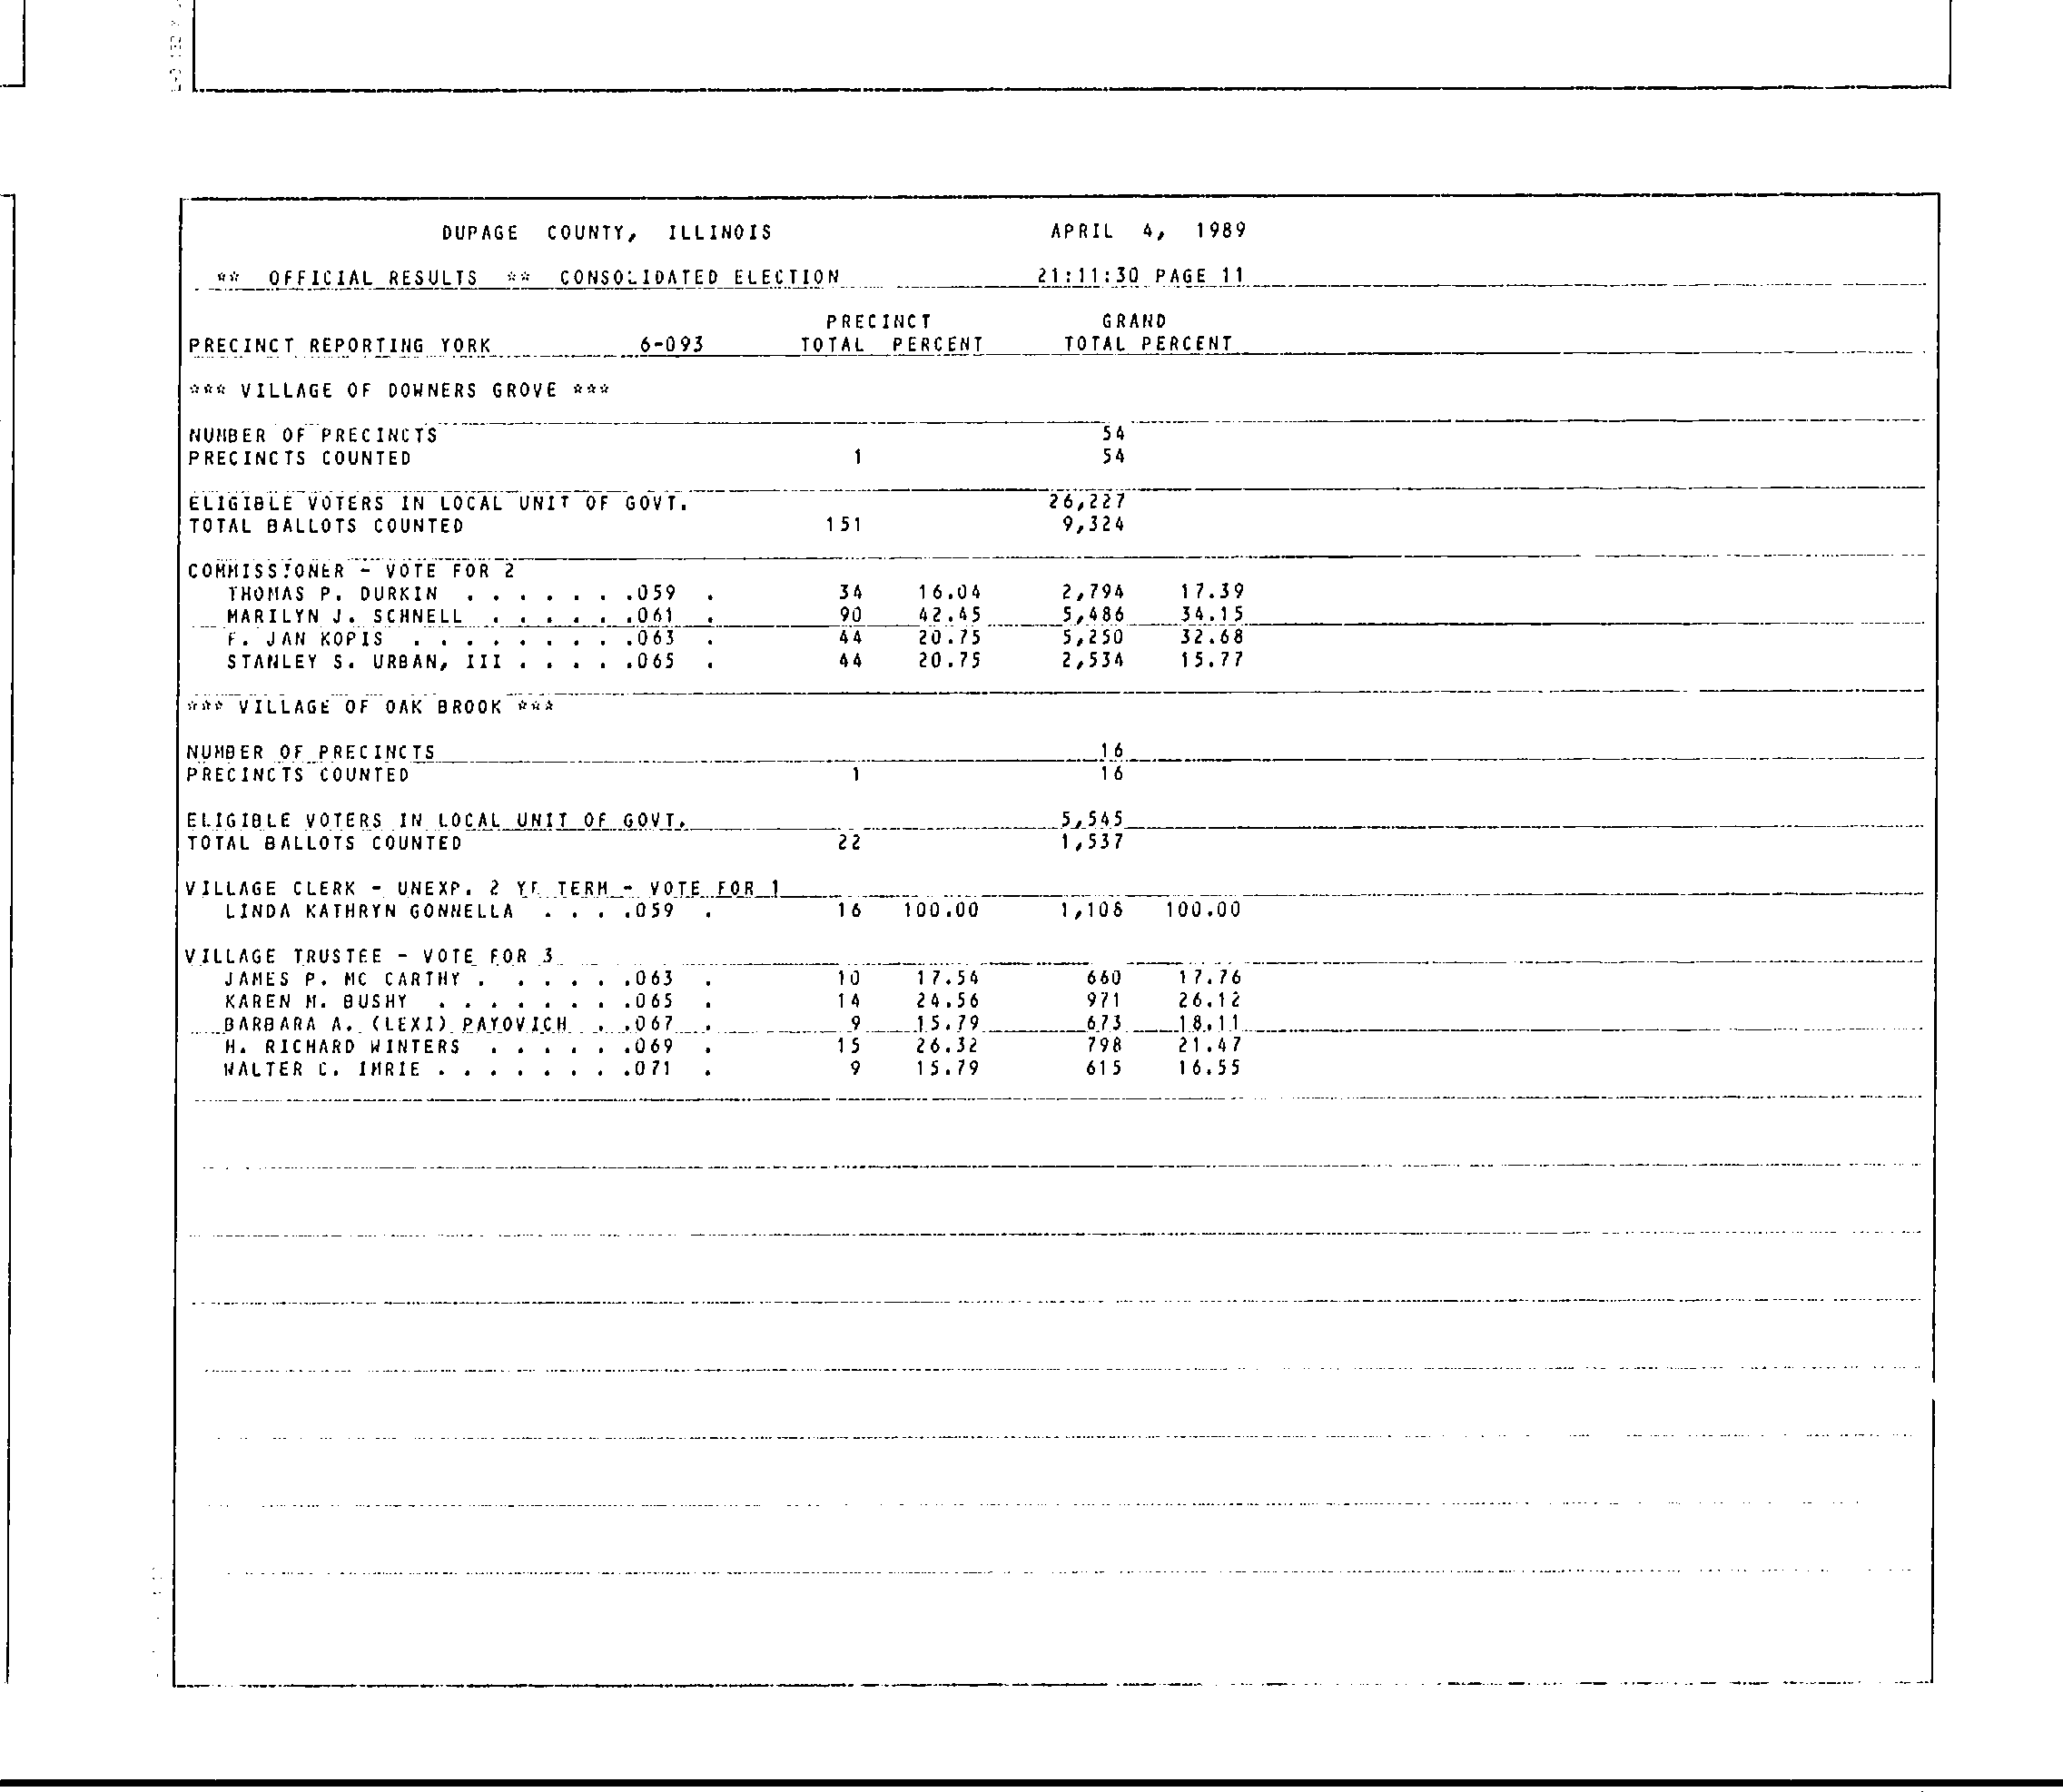 DUPAGE COUNTY, ILLINOIS APRIL 4, 1989
** OFFICIAL RESULTS ** CONSOLIDATED ELECTION 21:11:30 PAGE 11
PRECINCT GRAND
PRECINCT REPORTING YORK 6-093 TOTAL PERCENT TOTAL PERCENT
*** VILLAGE OF DOWNERS GROVE ***
NUMBER OF PRECINCTS 54
PRECINCTS COUNTED 1 54
ELIGIBLE VOTERS IN LOCAL UNIT OF GOVT. 26,227
TOTAL BALLOTS COUNTED 151 9,324
COMMISSIONER - VOTE FOR 2
THOMAS P. DURKIN . . . . . . .059 . 34 16.04 2,794 17.39
MARILYN J. SCHNELL . . . . . .061 . 90 42.45 5,486 34.15
F. JAN KOPIS . . . . . . . . .063 . 44 20.75 5,250 32.68
STANLEY S. URBAN, III . . . . .065 . 44 20.75 2,534 15.77
*** VILLAGE OF OAK BROOK ***
NUMBER OF PRECINCTS 16
PRECINCTS COUNTED 1 16
ELIGIBLE VOTERS IN LOCAL UNIT OF GOVT. 5,545
TOTAL BALLOTS COUNTED 22 1,537
VILLAGE CLERK - UNEXP. 2 YR TERM - VOTE FOR 1
LINDA KATHRYN GONNELLA . . . .059 . 16 100.00 1,108 100.00
VILLAGE TRUSTEE - VOTE FOR 3
JAMES P. MC CARTHY . . . . . .063 . 10 17.54 660 17.76
KAREN M. BUSHY . . . . . . . .065 . 14 24.56 971 26.12
BARBARA A. (LEXI) PAYOVICH . .067 . 9 15.79 673 18.11
H. RICHARD WINTERS . . . . . .069 . 15 26.32 798 21.47
WALTER C. IMRIE . . . . . . . .071 . 9 15.79 615 16.55